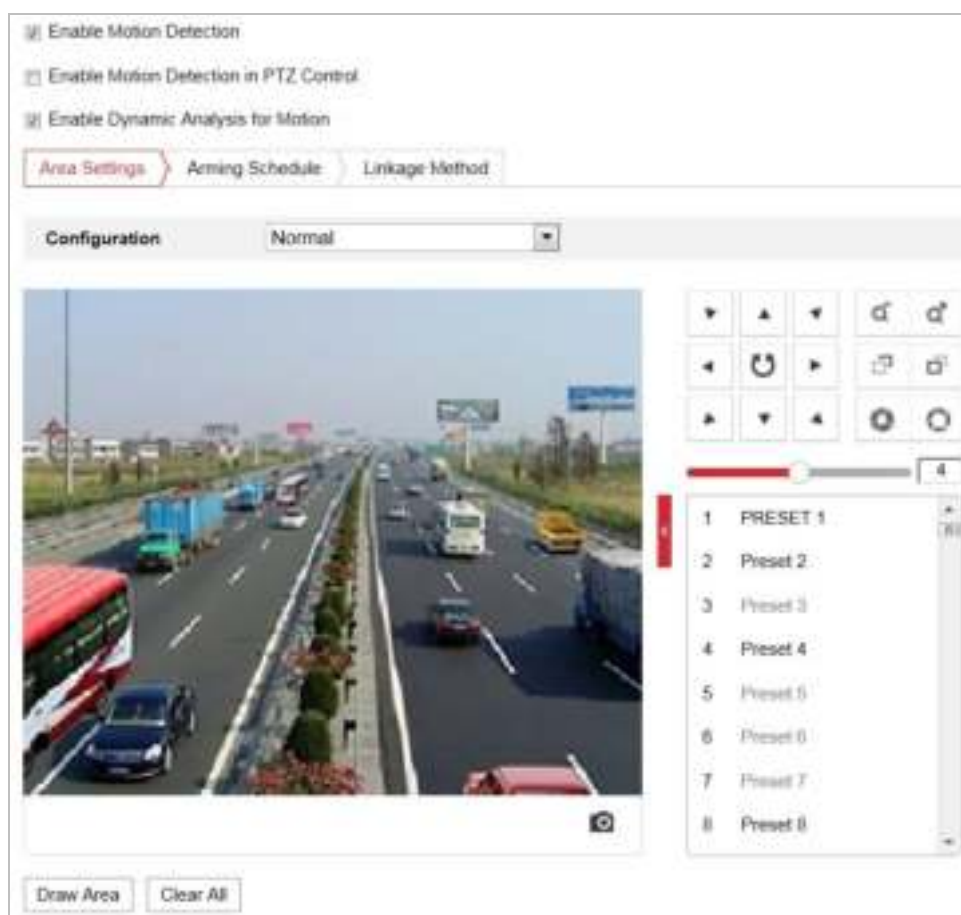 Enable Motion Detection
Enable Motion Detection in PTZ Control
Enable Dynamic Analysis for Motion
Area Settings Arming Schedule Linkage Method
Configuration Normal
4
1 PRESET 1
2 Preset 2
3 Preset 3
4 Preset 4
5 Preset 5
6 Preset 6
7 Preset 7
8 Preset 8
Draw Area Clear All